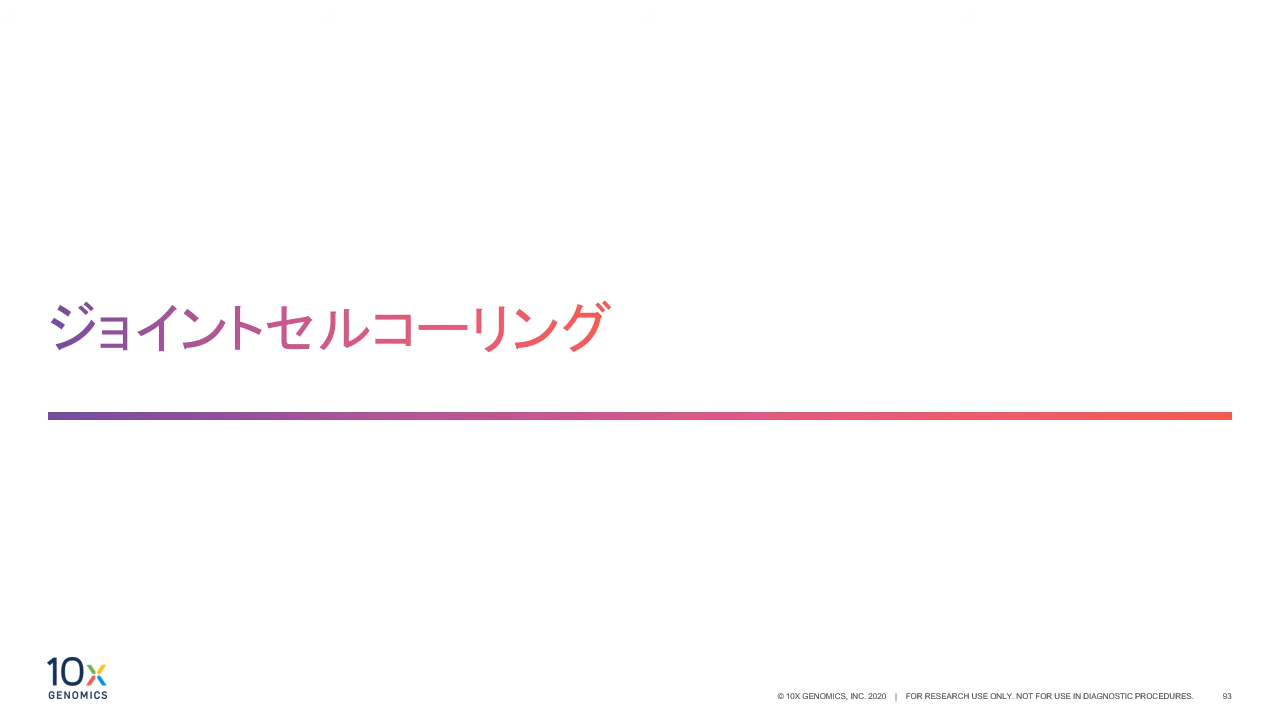 ジョイントセルコーリング
10x
GENOMICS
© 10X GENOMICS, INC. 2020 | FOR RESEARCH USE ONLY. NOT FOR USE IN DIAGNOSTIC PROCEDURES. 93